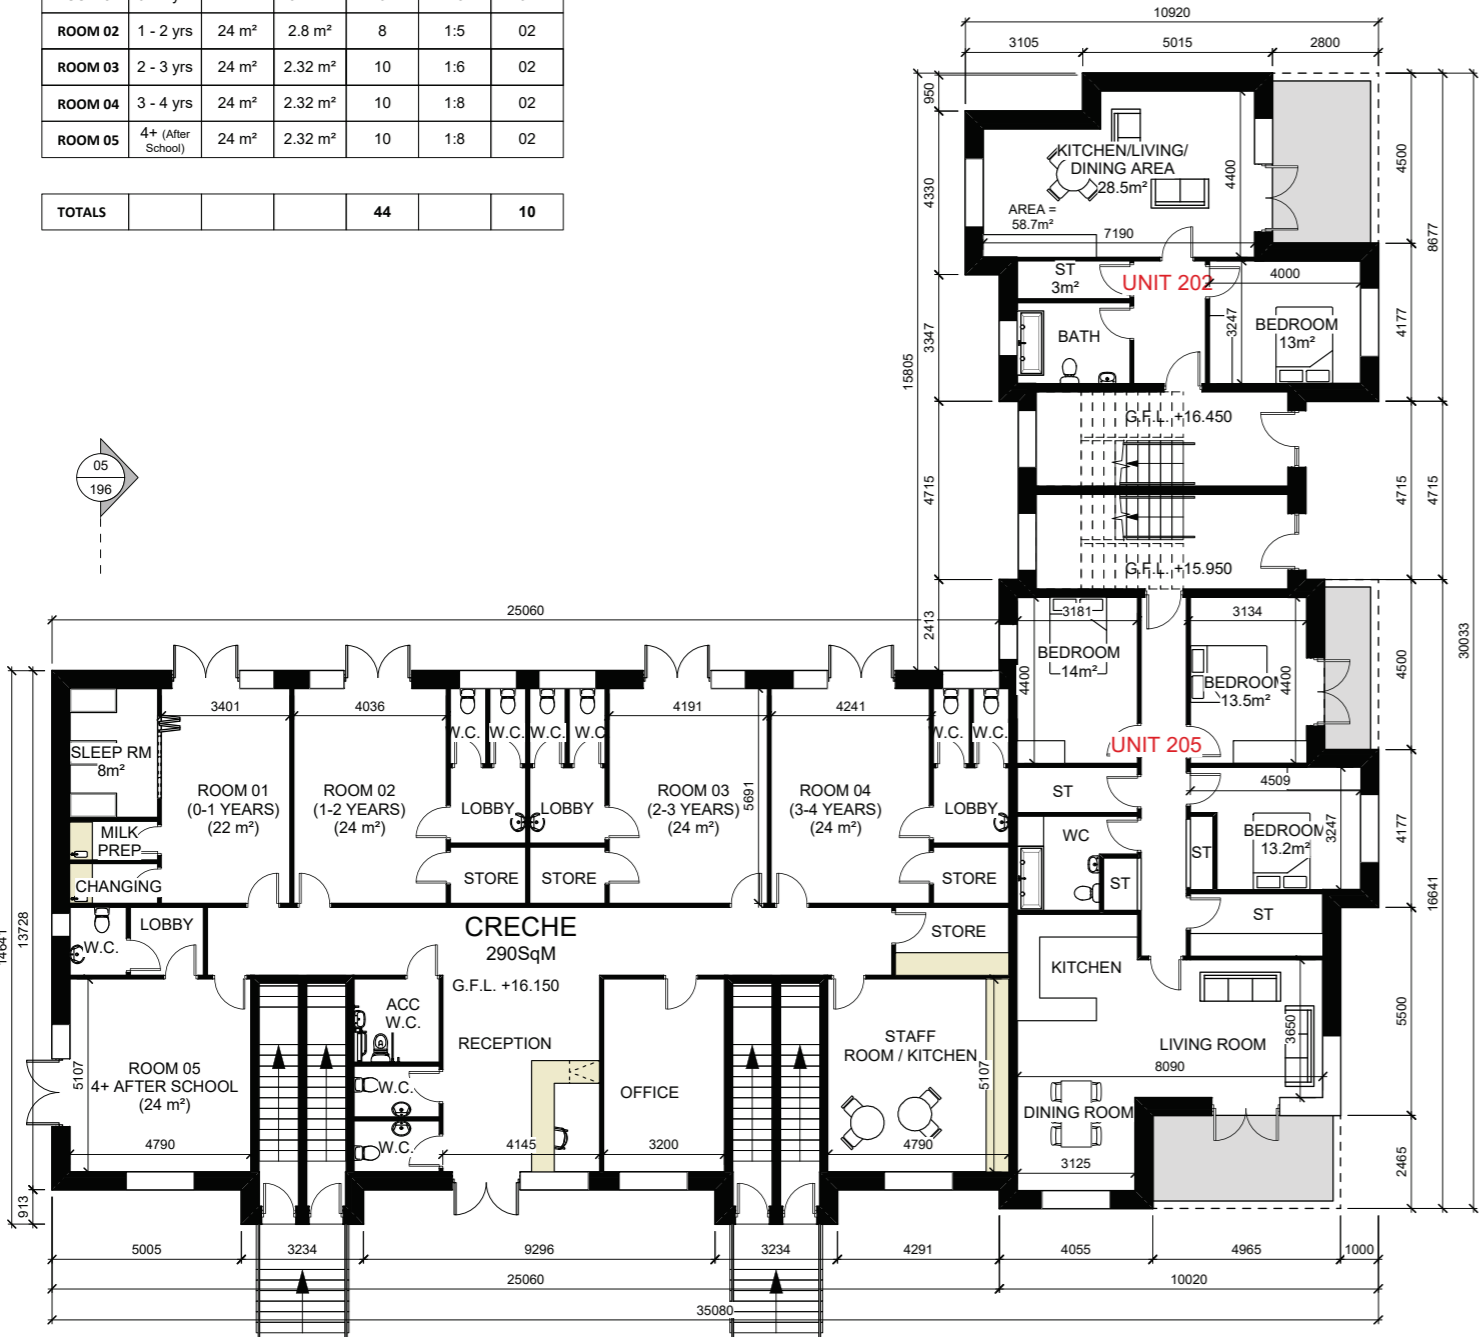 ROOM 02 1 - 2 yrs 24 m² 2.8 m² 8 1:5 02
ROOM 03 2 - 3 yrs 24 m² 2.32 m² 10 1:6 02
ROOM 04 3 - 4 yrs 24 m² 2.32 m² 10 1:8 02
ROOM 05 4+ (After School) 24 m² 2.32 m² 10 1:8 02
TOTALS 44 10
05
196
10920
3105 5015 2800
950
4330
3347
15805
4715
2413
4500
8677
4177
4715
4715
4500
30033
4177
16641
5500
2465
KITCHEN/LIVING/
DINING AREA
28.5m²
4400
AREA =
58.7m²
7190
ST
3m²
UNIT 202
4000
BATH
3247
BEDROOM
13m²
G.F.L. +16.450
G.F.L. +15.950
3181
3134
BEDROOM
14m²
4400
BEDROOM
13.5m²
4400
UNIT 205
ST
4509
WC
ST
ST
BEDROOM
13.2m²
3247
ST
KITCHEN
LIVING ROOM
3650
8090
DINING ROOM
3125
25060
14641
13728
913
3401 4036 4191 4241
SLEEP RM
8m²
W.C. W.C. W.C. W.C. W.C. W.C.
ROOM 01
(0-1 YEARS)
(22 m²)
ROOM 02
(1-2 YEARS)
(24 m²)
LOBBY LOBBY
ROOM 03
(2-3 YEARS)
(24 m²)
5691
ROOM 04
(3-4 YEARS)
(24 m²)
LOBBY
MILK
PREP
CHANGING
STORE STORE STORE
W.C.
LOBBY
CRECHE
290SqM
G.F.L. +16.150
STORE
ACC
W.C.
RECEPTION
STAFF
ROOM / KITCHEN
ROOM 05
4+ AFTER SCHOOL
(24 m²)
5107
W.C.
W.C.
OFFICE
5107
4790 4145 3200 4790
5005 3234 9296 3234 4291 4055 4965 1000
25060 10020
35080